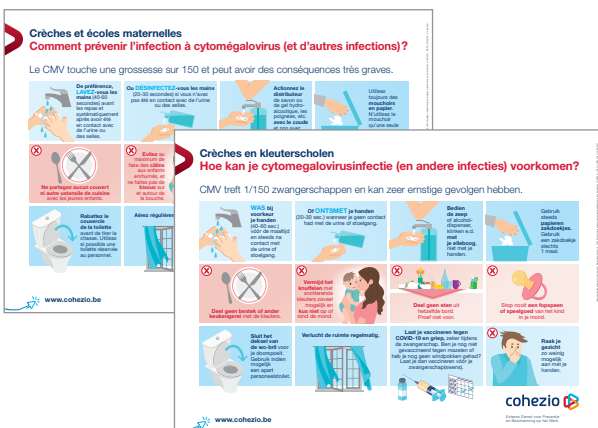 Crèches et écoles maternelles
Comment prévenir l'infection à cytomégalovirus (et d'autres infections)?
Le CMV touche une grossesse sur 150 et peut avoir des conséquences très graves.
De préférence,
LAVEZ-vous les
mains (40-60
secondes) avant
les repas et
systématiquement
après avoir été
en contact avec
de l'urine ou
des selles.
Ou DÉSINFECTEZ-vous les mains
(20-30 secondes) si vous n'avez
pas été en contact avec de l'urine
ou des selles.
Actionnez le
distributeur
de savon ou
de gel hydro-
alcoolique, les
poignées, etc.
avec le coude
et non avec
Utilisez
toujours des
mouchoirs
en papier.
N'utilisez le
mouchoir
qu'une seule
Ne partagez aucun couvert
ni autre ustensile de cuisine
avec les jeunes enfants.
Évitez au
maximum de
faire des câlins
aux enfants
enrhumés, et
ne faites pas de
bisous sur
et autour de
la bouche.
Rabattez le
couvercle
de la toilette
avant de tirer la
chasse. Utilisez
si possible une
toilette réservée
au personnel.
Aérez régulière
www.cohezio.be
Crèches en kleuterscholen
Hoe kan je cytomegalovirusinfectie (en andere infecties) voorkomen?
CMV treft 1/150 zwangerschappen en kan zeer ernstige gevolgen hebben.
WAS bij
voorkeur
je handen
(40-60 sec.)
vóór de maaltijd
en steeds na
contact met
de urine of
stoelgang.
Of ONTSMET je handen
(20-30 sec.) wanneer je geen contact
had met de urine of stoelgang.
Bedien
de zeep
of alcohol-
dispenser,
klinken e.d.
met
je elleboog,
niet met je
handen.
Gebruik
steeds
papieren
zakdoekjes.
Gebruik
een zakdoekje
slechts
1 maal.
Deel geen bestek of ander
keukengerei met de kleuters.
Vermijd het
knuffelen met
snotterende
kleuters zoveel
mogelijk en
kus niet op of
rond de mond.
Deel geen eten uit
hetzelfde bord.
Proef niet voor.
Stop nooit een fopspeen
of speelgoed van het kind
in je mond.
Sluit het
deksel van
de wc-bril voor
je doorspoelt.
Gebruik indien
mogelijk
een apart
personeelstoilet.
Verlucht de ruimte regelmatig.
Laat je vaccineren tegen
COVID-19 en griep, zeker tijdens
de zwangerschap. Ben je nog niet
gevaccineerd tegen mazelen of
heb je nog geen windpokken gehad?
Laat je dan vaccineren vóór je
zwangerschap(swens).
Raak je
gezicht
zo weinig
mogelijk
aan met je
handen.
www.cohezio.be
cohezio
Externe Dienst voor Preventie
en Bescherming op het Werk